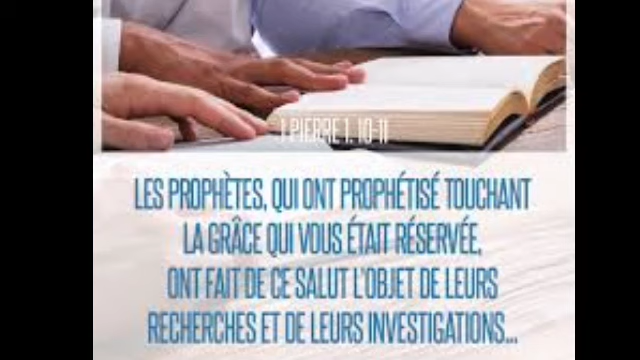 1 PIERRE 1. 10-11
LES PROPHÈTES, QUI ONT PROPHÉTISÉ TOUCHANT
LA GRÂCE QUI VOUS ÉTAIT RÉSERVÉE,
ONT FAIT DE CE SALUT L'OBJET DE LEURS
RECHERCHES ET DE LEURS INVESTIGATIONS...